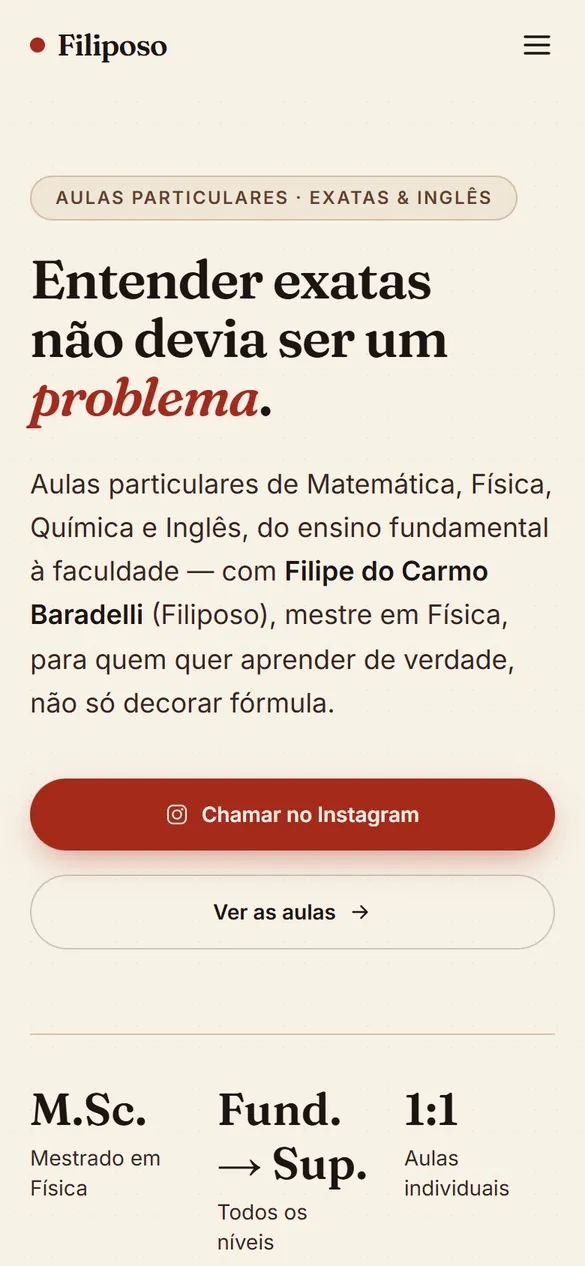 Filiposo
AULAS PARTICULARES · EXATAS & INGLÊS
Entender exatas
não devia ser um
problema.
Aulas particulares de Matemática, Física,
Química e Inglês, do ensino fundamental
à faculdade — com Filipe do Carmo
Baradelli (Filiposo), mestre em Física,
para quem quer aprender de verdade,
não só decorar fórmula.
Chamar no Instagram
Ver as aulas →
M.Sc.
Mestrado em
Física
Fund.
→ Sup.
Todos os
níveis
1:1
Aulas
individuais